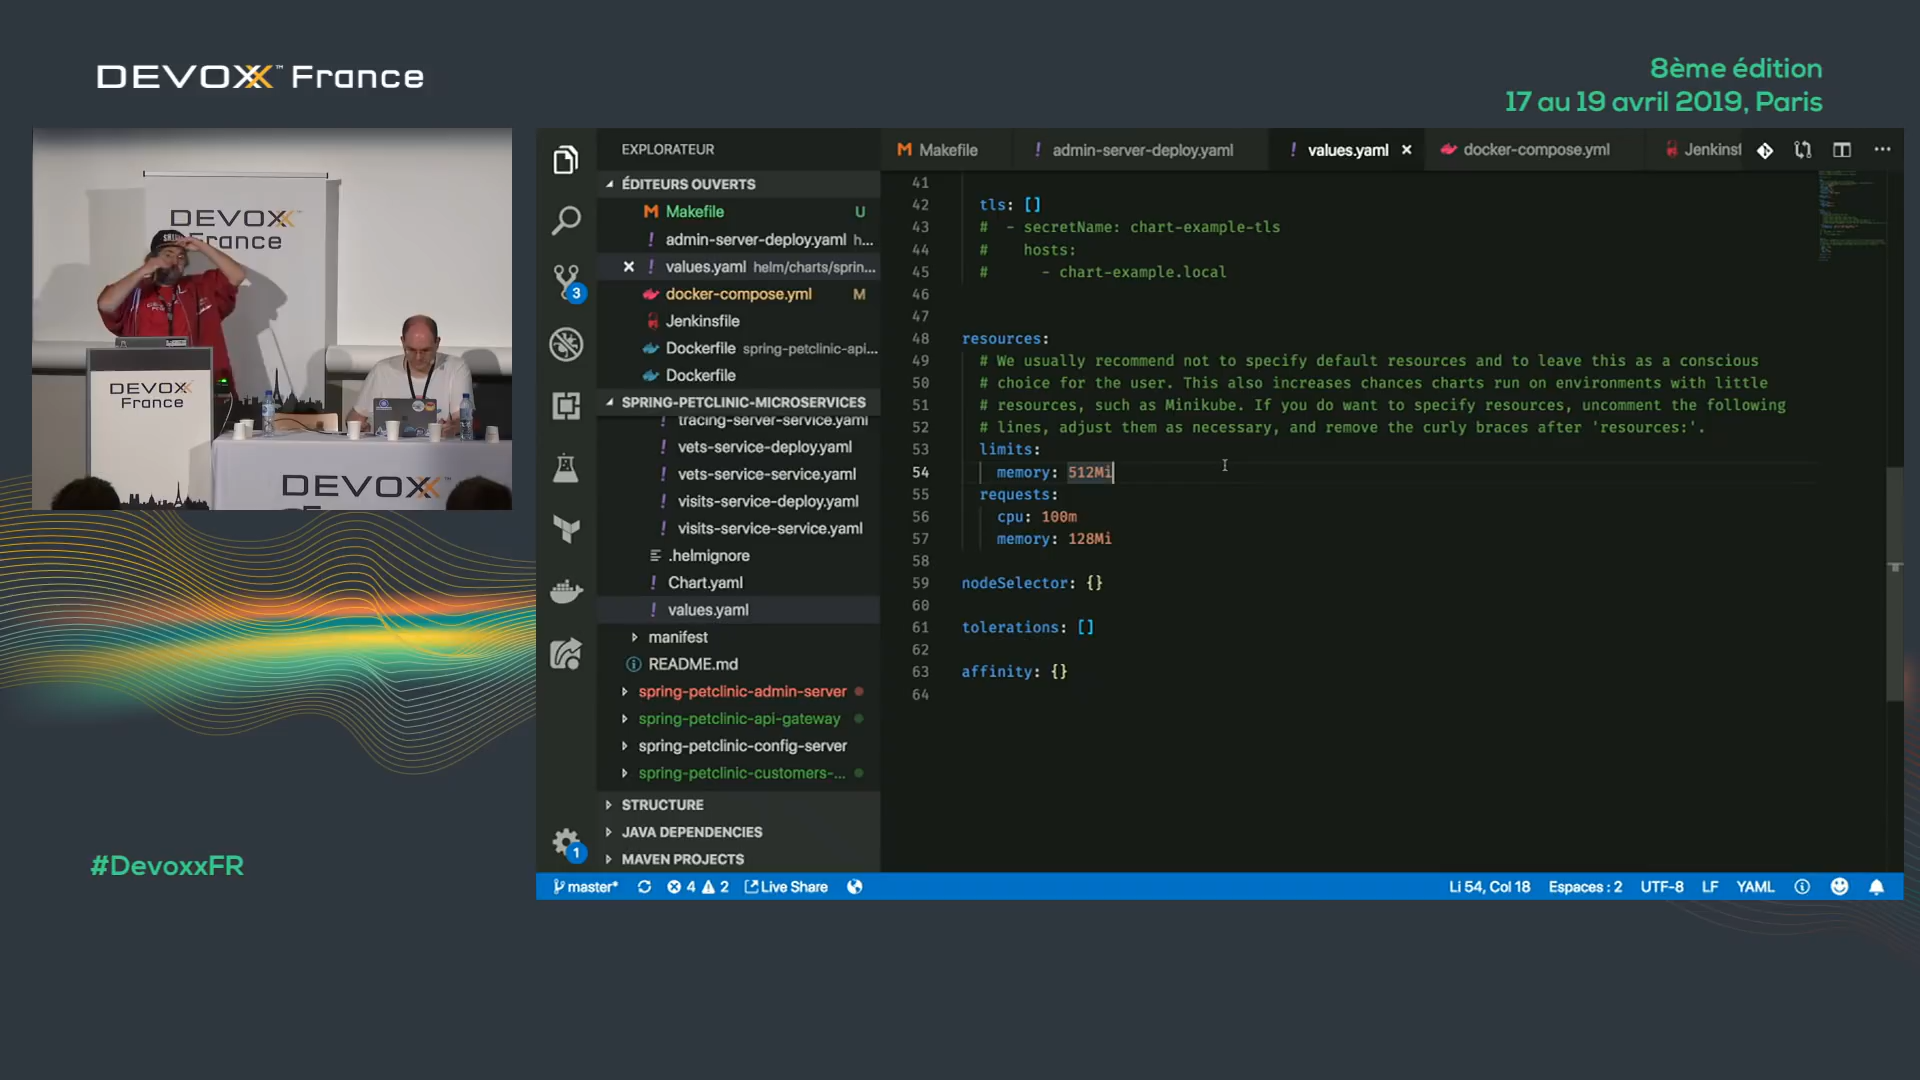 DEVOXX™ France
8ème édition
17 au 19 avril 2019, Paris
DEVOXX
France
DEVOXX
France
DEVOXX
#DevoxxFR
EXPLORATEUR
ÉDITEURS OUVERTS
Makefile U
admin-server-deploy.yaml h...
values.yaml helm/charts/sprin...
docker-compose.yml M
Jenkinsfile
Dockerfile spring-petclinic-api...
Dockerfile
SPRING-PETCLINIC-MICROSERVICES
tracing-server-service.yaml
vets-service-deploy.yaml
vets-service-service.yaml
visits-service-deploy.yaml
visits-service-service.yaml
.helmignore
Chart.yaml
values.yaml
manifest
README.md
spring-petclinic-admin-server
spring-petclinic-api-gateway
spring-petclinic-config-server
spring-petclinic-customers-...
STRUCTURE
JAVA DEPENDENCIES
MAVEN PROJECTS
3
1
Makefile
admin-server-deploy.yaml
values.yaml
docker-compose.yml
Jenkinsf
41
42 tls: []
43 # - secretName: chart-example-tls
44 # hosts:
45 # - chart-example.local
46
47
48 resources:
49 # We usually recommend not to specify default resources and to leave this as a conscious
50 # choice for the user. This also increases chances charts run on environments with little
51 # resources, such as Minikube. If you do want to specify resources, uncomment the following
52 # lines, adjust them as necessary, and remove the curly braces after 'resources:'.
53 limits:
54 memory: 512Mi
55 requests:
56 cpu: 100m
57 memory: 128Mi
58
59 nodeSelector: {}
60
61 tolerations: []
62
63 affinity: {}
64
master* 4 2 Live Share Li 54, Col 18 Espaces : 2 UTF-8 LF YAML